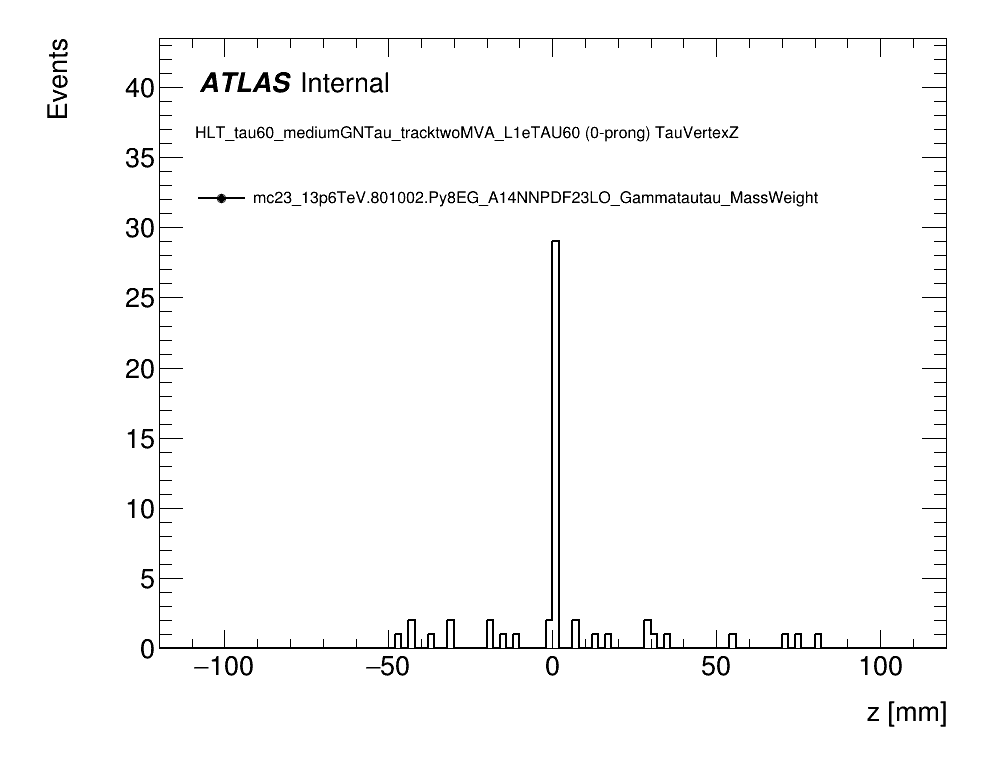 Events
ATLAS Internal
HLT_tau60_mediumGNTau_tracktwoMVA_L1eTAU60 (0-prong) TauVertexZ
mc23_13p6TeV.801002.Py8EG_A14NNPDF23LO_Gammatautau_MassWeight
40
35
30
25
20
15
10
5
0
−100 −50 0 50 100
z [mm]